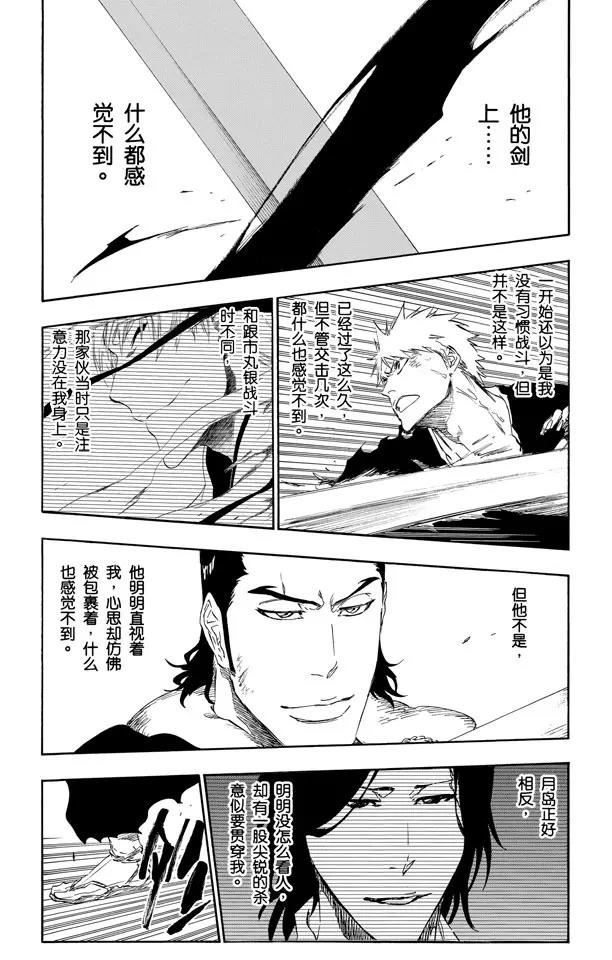 他的剑
上……
什么都感
觉不到。
一开始还以为是我
没有习惯战斗，但
并不是这样。
已经过了这么久，
但不管交击几次，
都什么也感觉不到。
和跟市丸银战斗
时不同，
那家伙当时只是注
意力没在我身上。
但他不是，
他明明直视着
我，心思却仿佛
被包裹着，什么
也感觉不到。
月岛正好
相反，
明明没怎么看人，
却有一股尖锐的杀
意似要贯穿我。